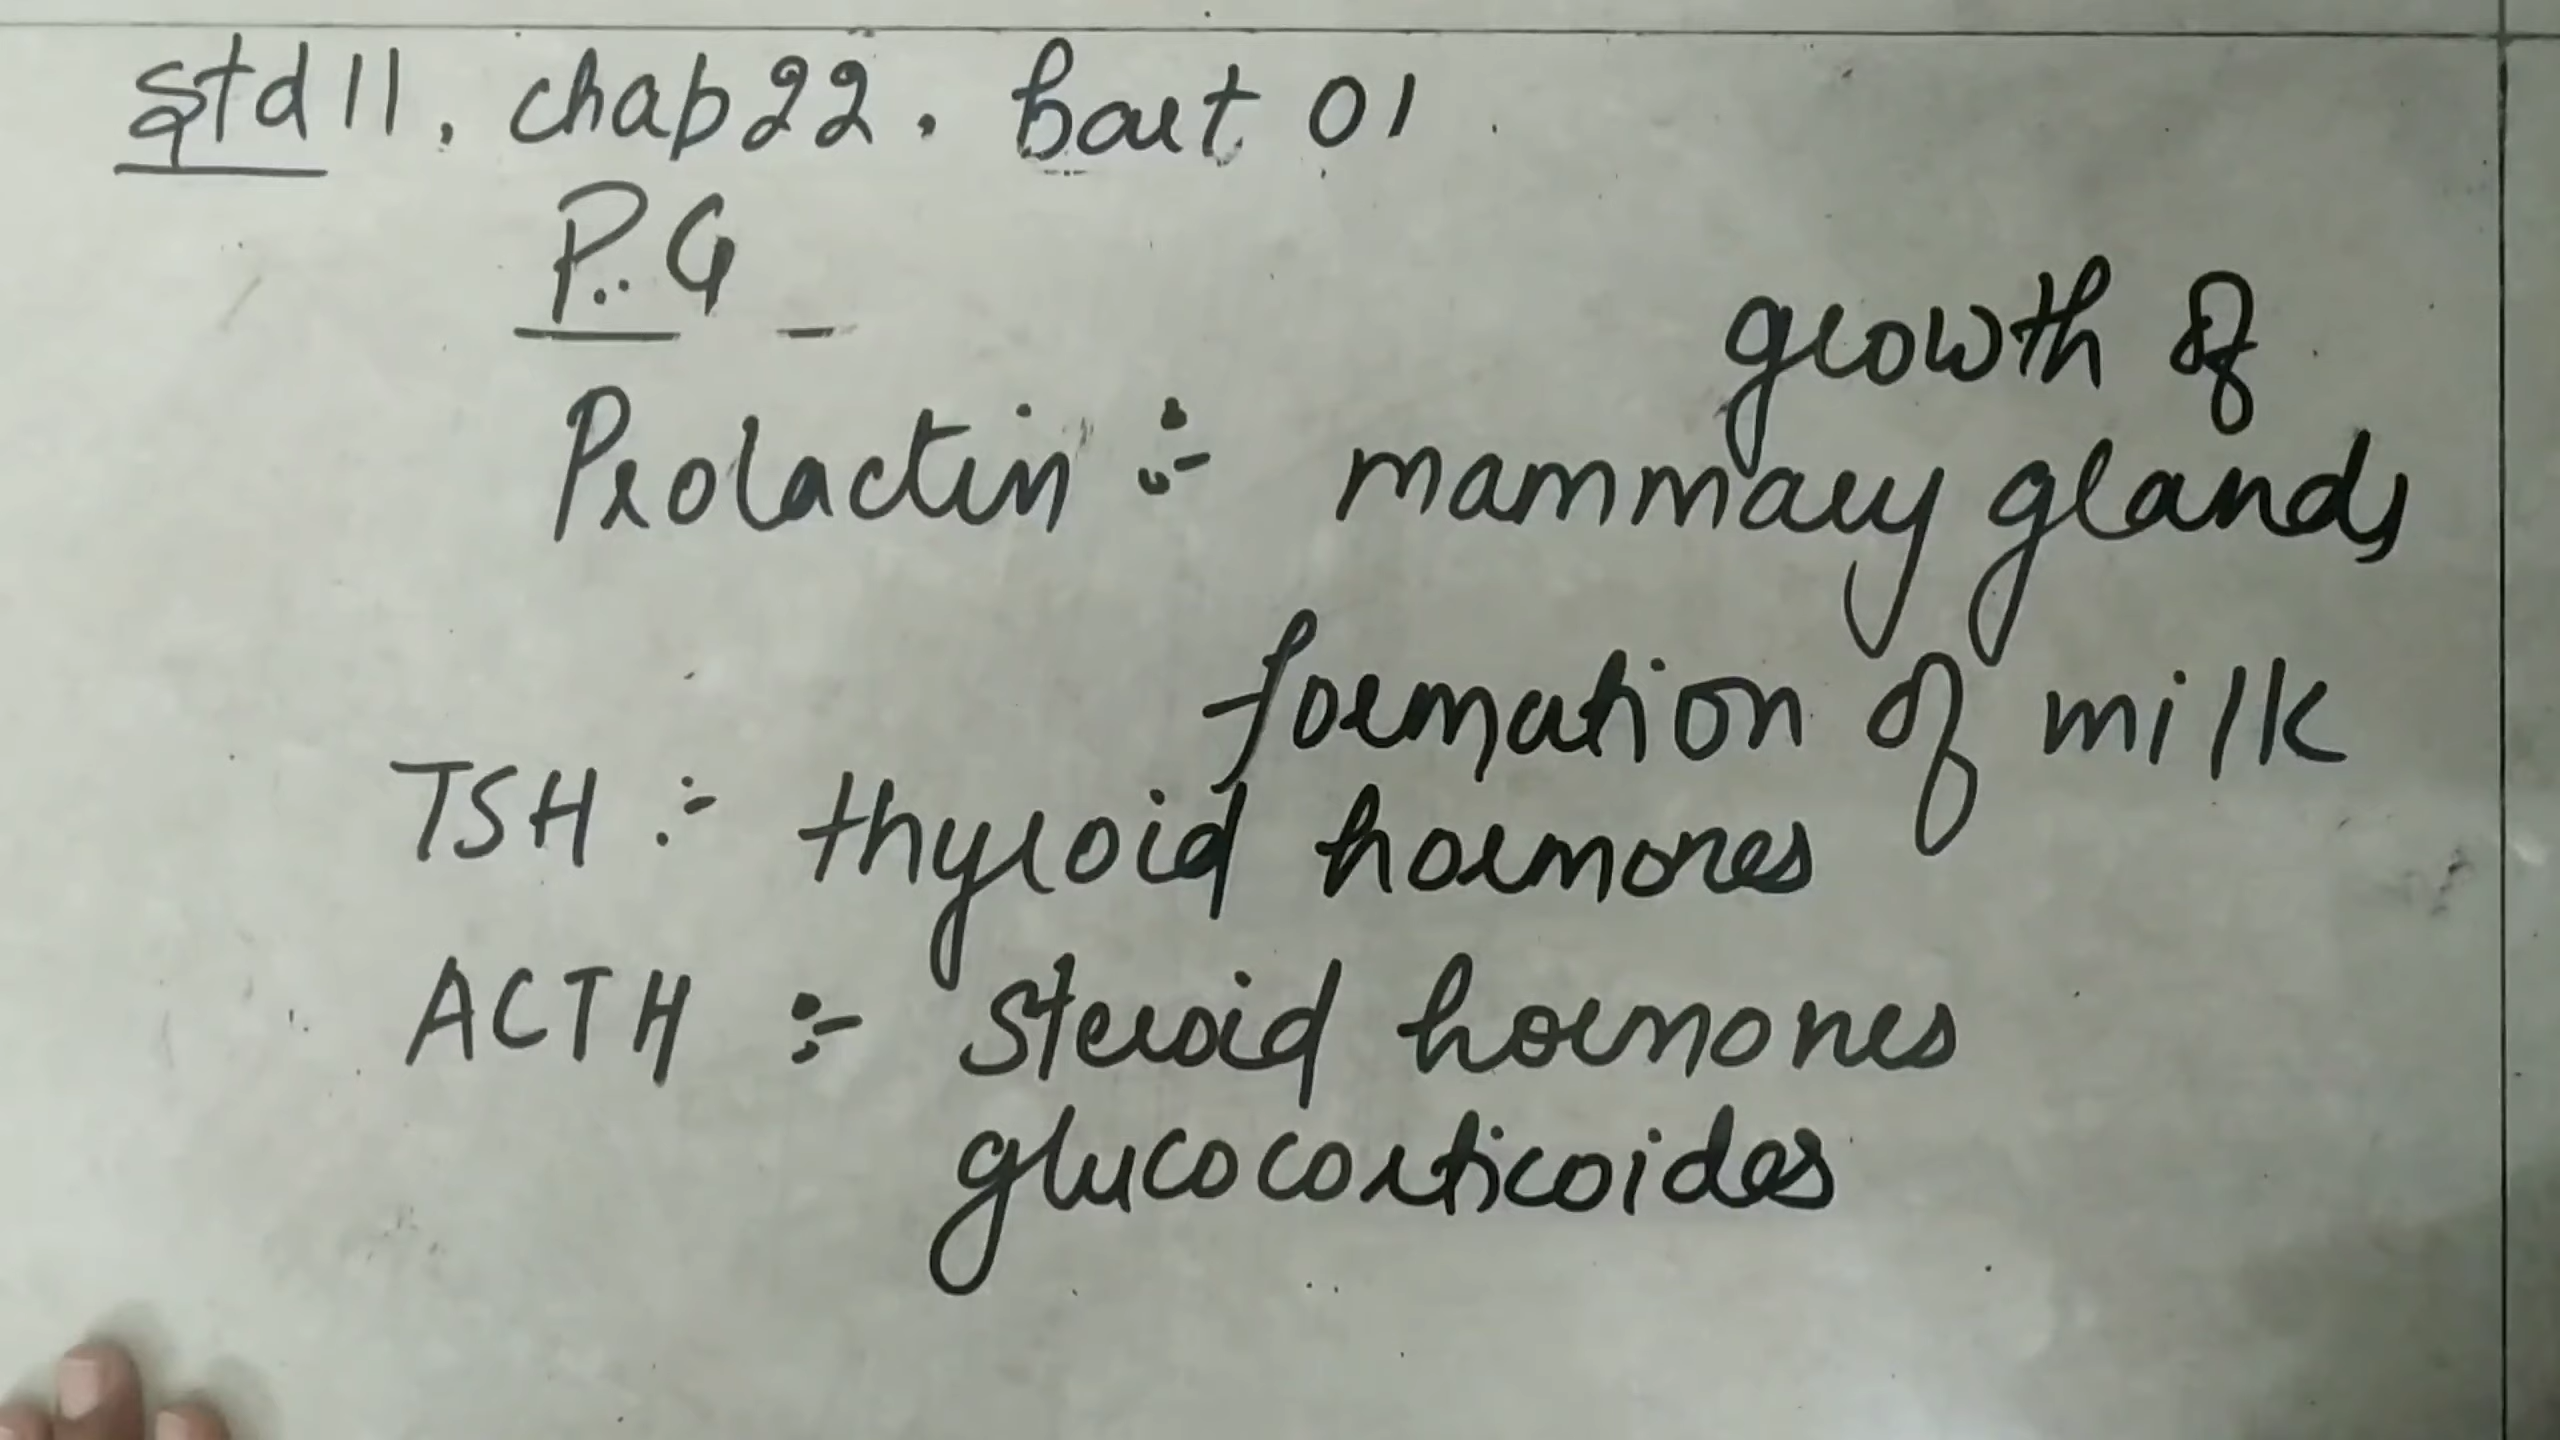 std 11. chap 22. Part 01
P.G
growth of
Prolactin :- mammary glands
formation of milk
TSH :- thyroid hormones
ACTH :- steroid hormones
glucocorticoides